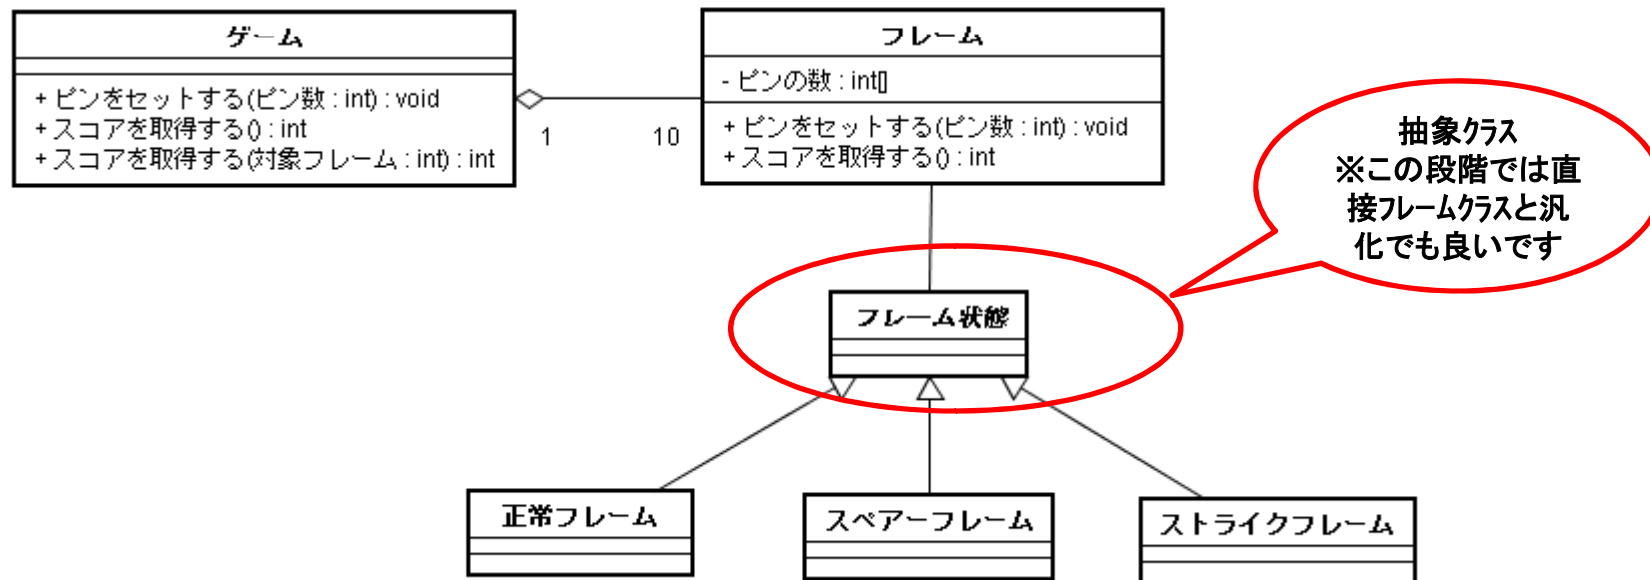 ゲーム
+ ピンをセットする(ピン数 : int) : void
+ スコアを取得する() : int
+ スコアを取得する(対象フレーム : int) : int
1
10
フレーム
- ピンの数 : int[]
+ ピンをセットする(ピン数 : int) : void
+ スコアを取得する() : int
抽象クラス
※この段階では直
接フレームクラスと汎
化でも良いです
フレーム状態
正常フレーム
スペアーフレーム
ストライクフレーム